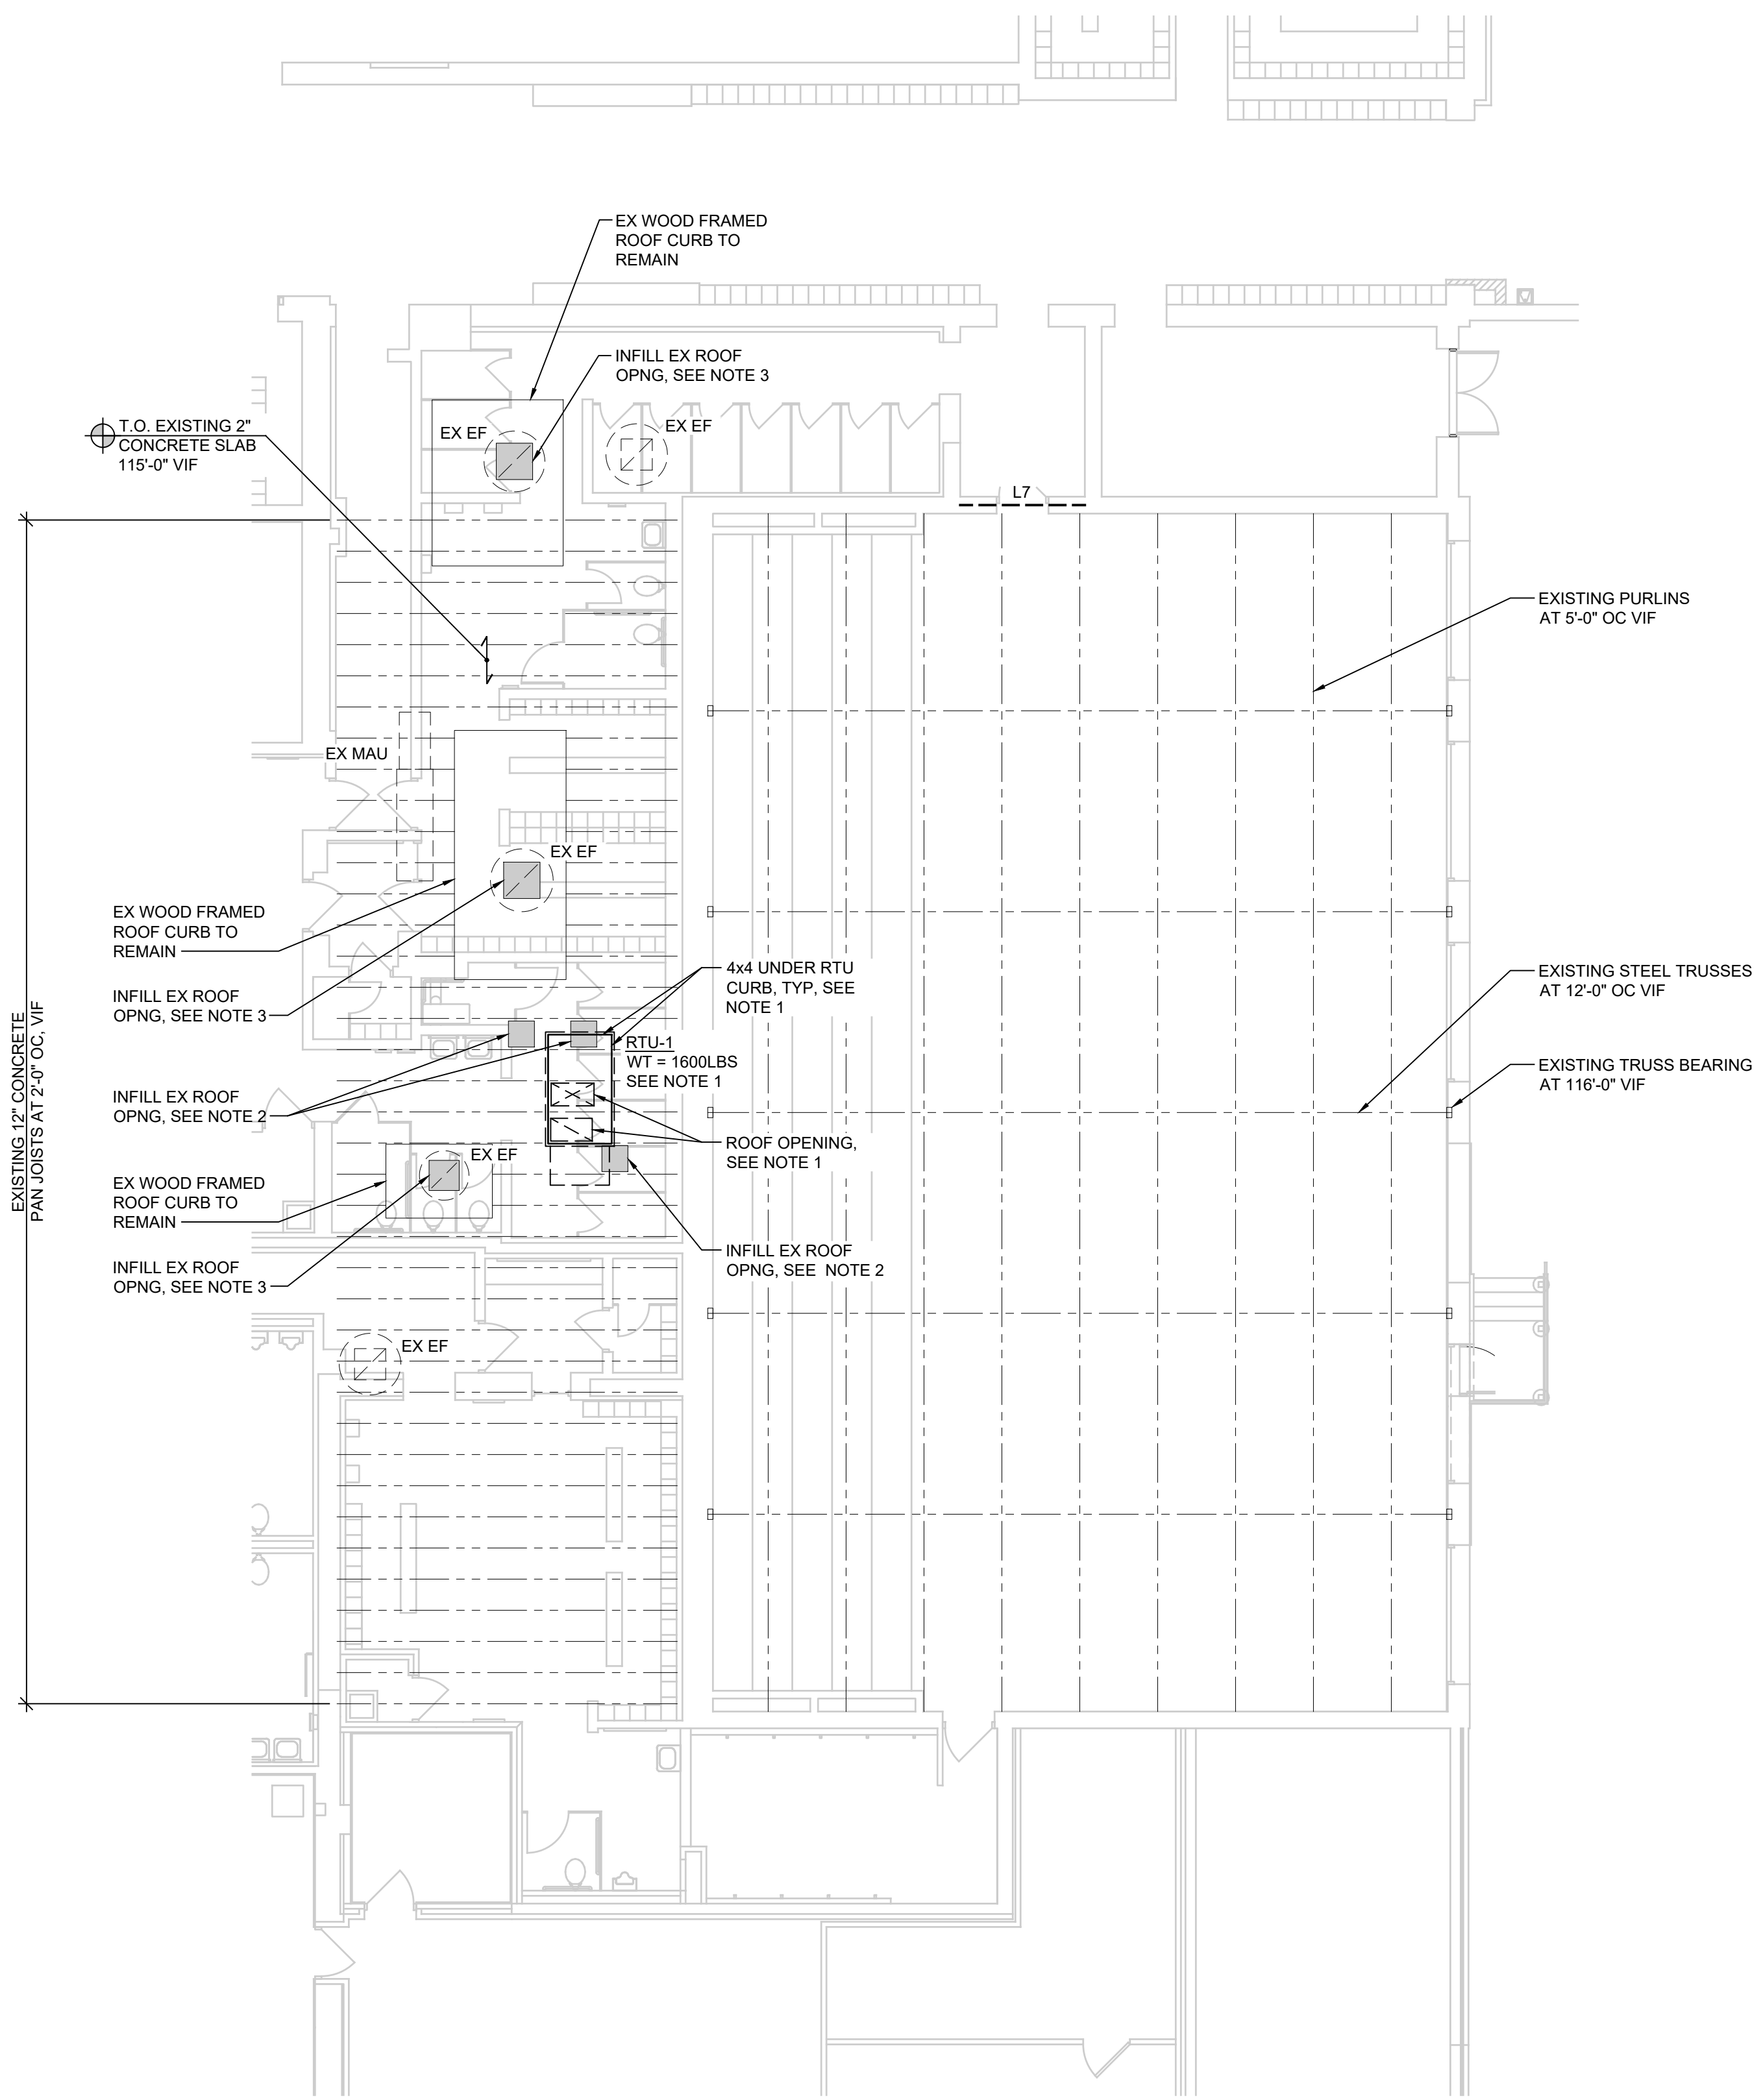 EX WOOD FRAMED
ROOF CURB TO
REMAIN
INFILL EX ROOF
OPNG, SEE NOTE 3
EX EF
EX EF
T.O. EXISTING 2"
CONCRETE SLAB
115'-0" VIF
L7
EXISTING PURLINS
AT 5'-0" OC VIF
EX MAU
EX EF
EX WOOD FRAMED
ROOF CURB TO
REMAIN
INFILL EX ROOF
OPNG, SEE NOTE 3
4x4 UNDER RTU
CURB, TYP, SEE
NOTE 1
EXISTING STEEL TRUSSES
AT 12'-0" OC VIF
RTU-1
WT = 1600LBS
SEE NOTE 1
EXISTING TRUSS BEARING
AT 116'-0" VIF
INFILL EX ROOF
OPNG, SEE NOTE 2
EXISTING 12" CONCRETE
PAN JOISTS AT 2'-0" OC, VIF
ROOF OPENING,
SEE NOTE 1
EX EF
EX WOOD FRAMED
ROOF CURB TO
REMAIN
INFILL EX ROOF
OPNG, SEE NOTE 3
INFILL EX ROOF
OPNG, SEE  NOTE 2
EX EF